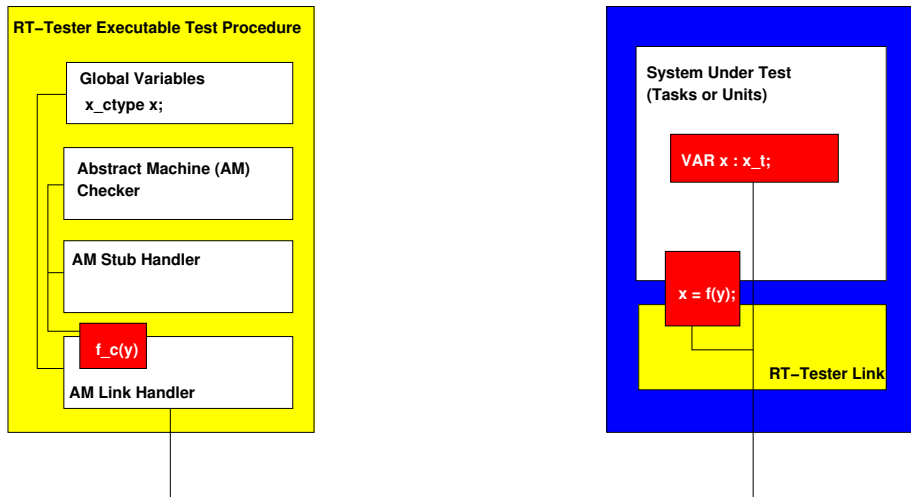 RT−Tester Executable Test Procedure
Global Variables
x_ctype x;
Abstract Machine (AM)
Checker
AM Stub Handler
f_c(y)
AM Link Handler
System Under Test
(Tasks or Units)
VAR x : x_t;
x = f(y);
RT−Tester Link